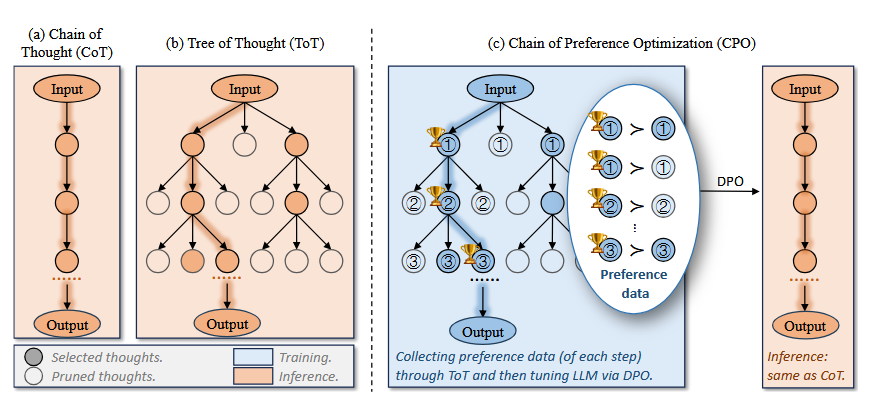 (a) Chain of
Thought (CoT)
(b) Tree of Thought (ToT)
(c) Chain of Preference Optimization (CPO)
Input
......
Output
Input
......
Output
Input
① ① ①
② ② ②
③ ③ ③
......
Output
① ≻ ①
① ≻ ①
② ≻ ②
⋮
③ ≻ ③
Preference
data
Collecting preference data (of each step)
through ToT and then tuning LLM via DPO.
DPO
Input
......
Output
Inference:
same as CoT.
Selected thoughts.
Training.
Pruned thoughts.
Inference.